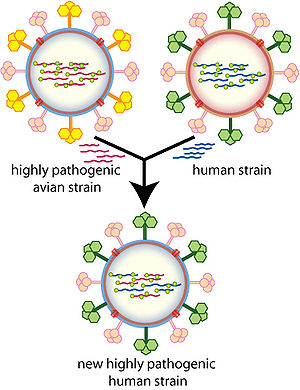 highly pathogenic
avian strain
human strain
new highly pathogenic
human strain